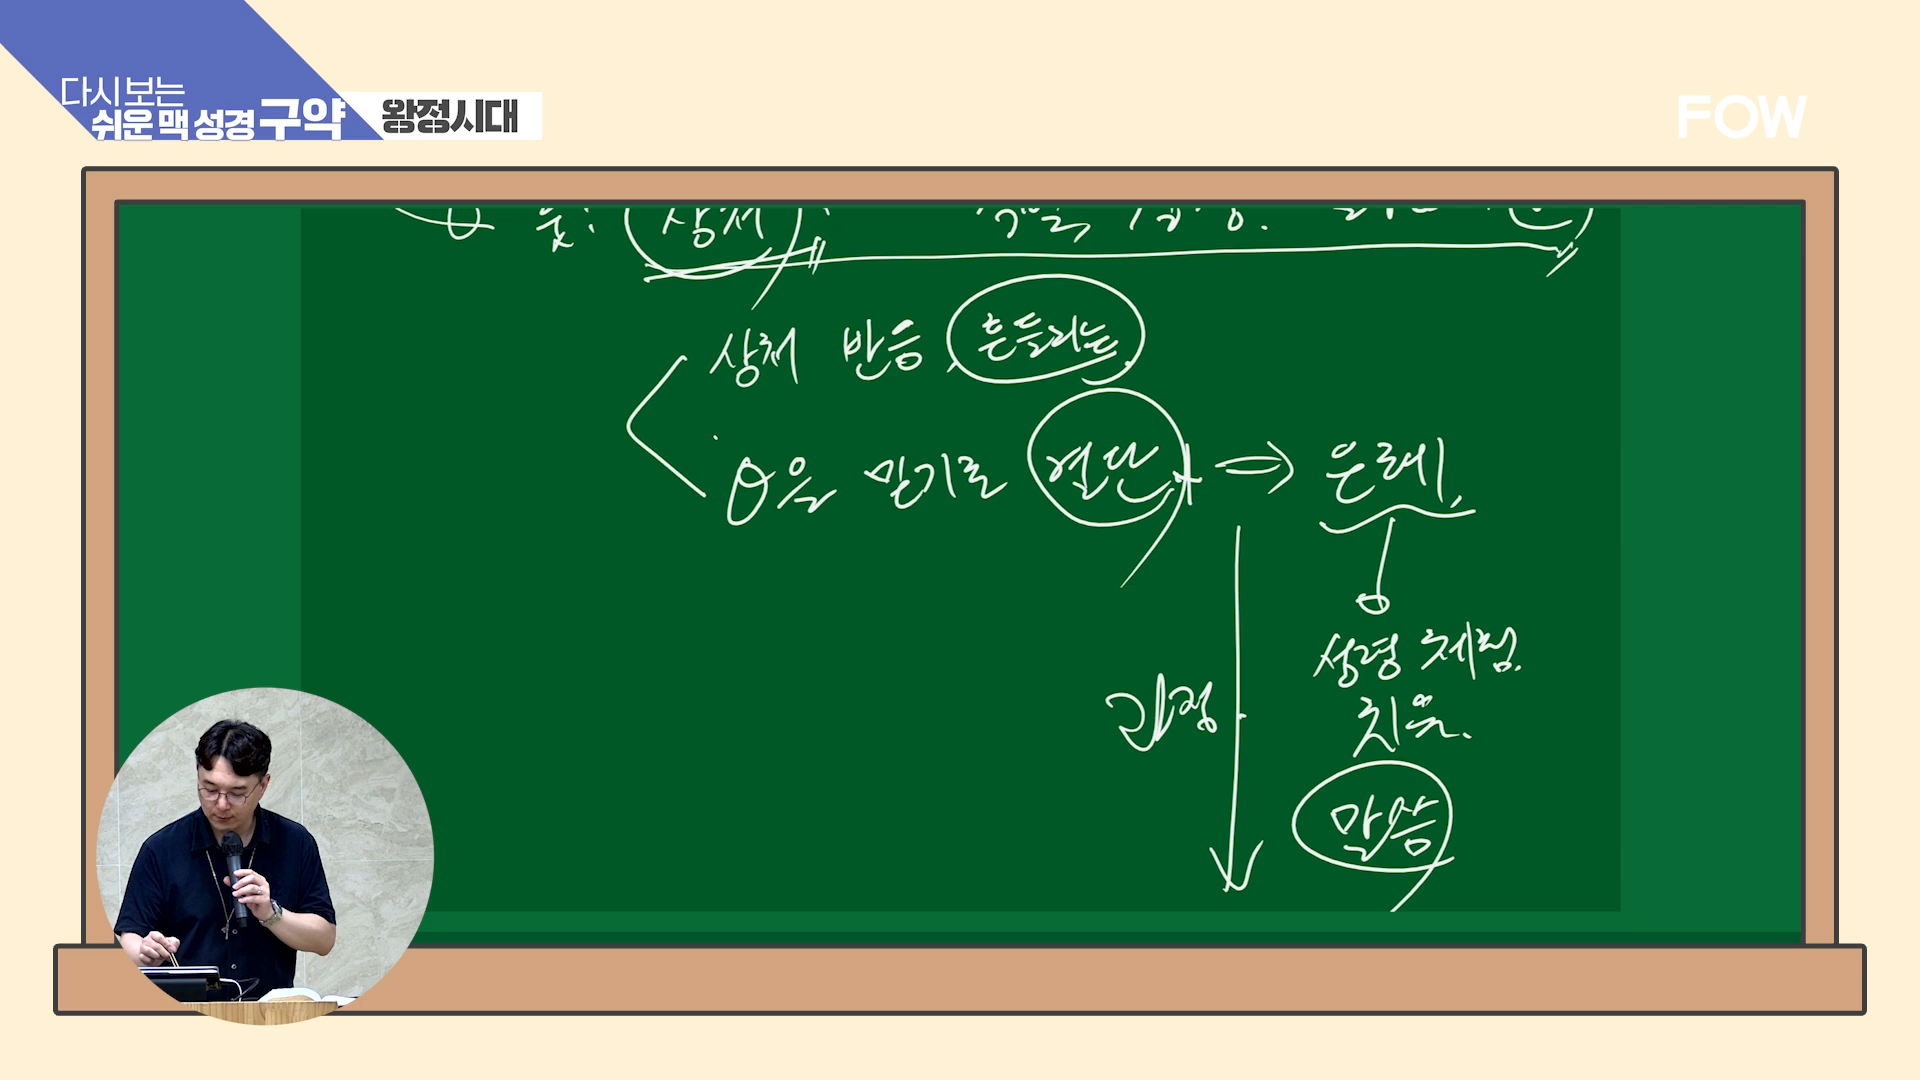 다시 보는
쉬운 맥 성경 구약 왕정시대
FOW
상처
상처 반응 흔들리는
θ을 믿기로 결단 ⇒ 은혜
성령 체험.
과정
치유.
말씀